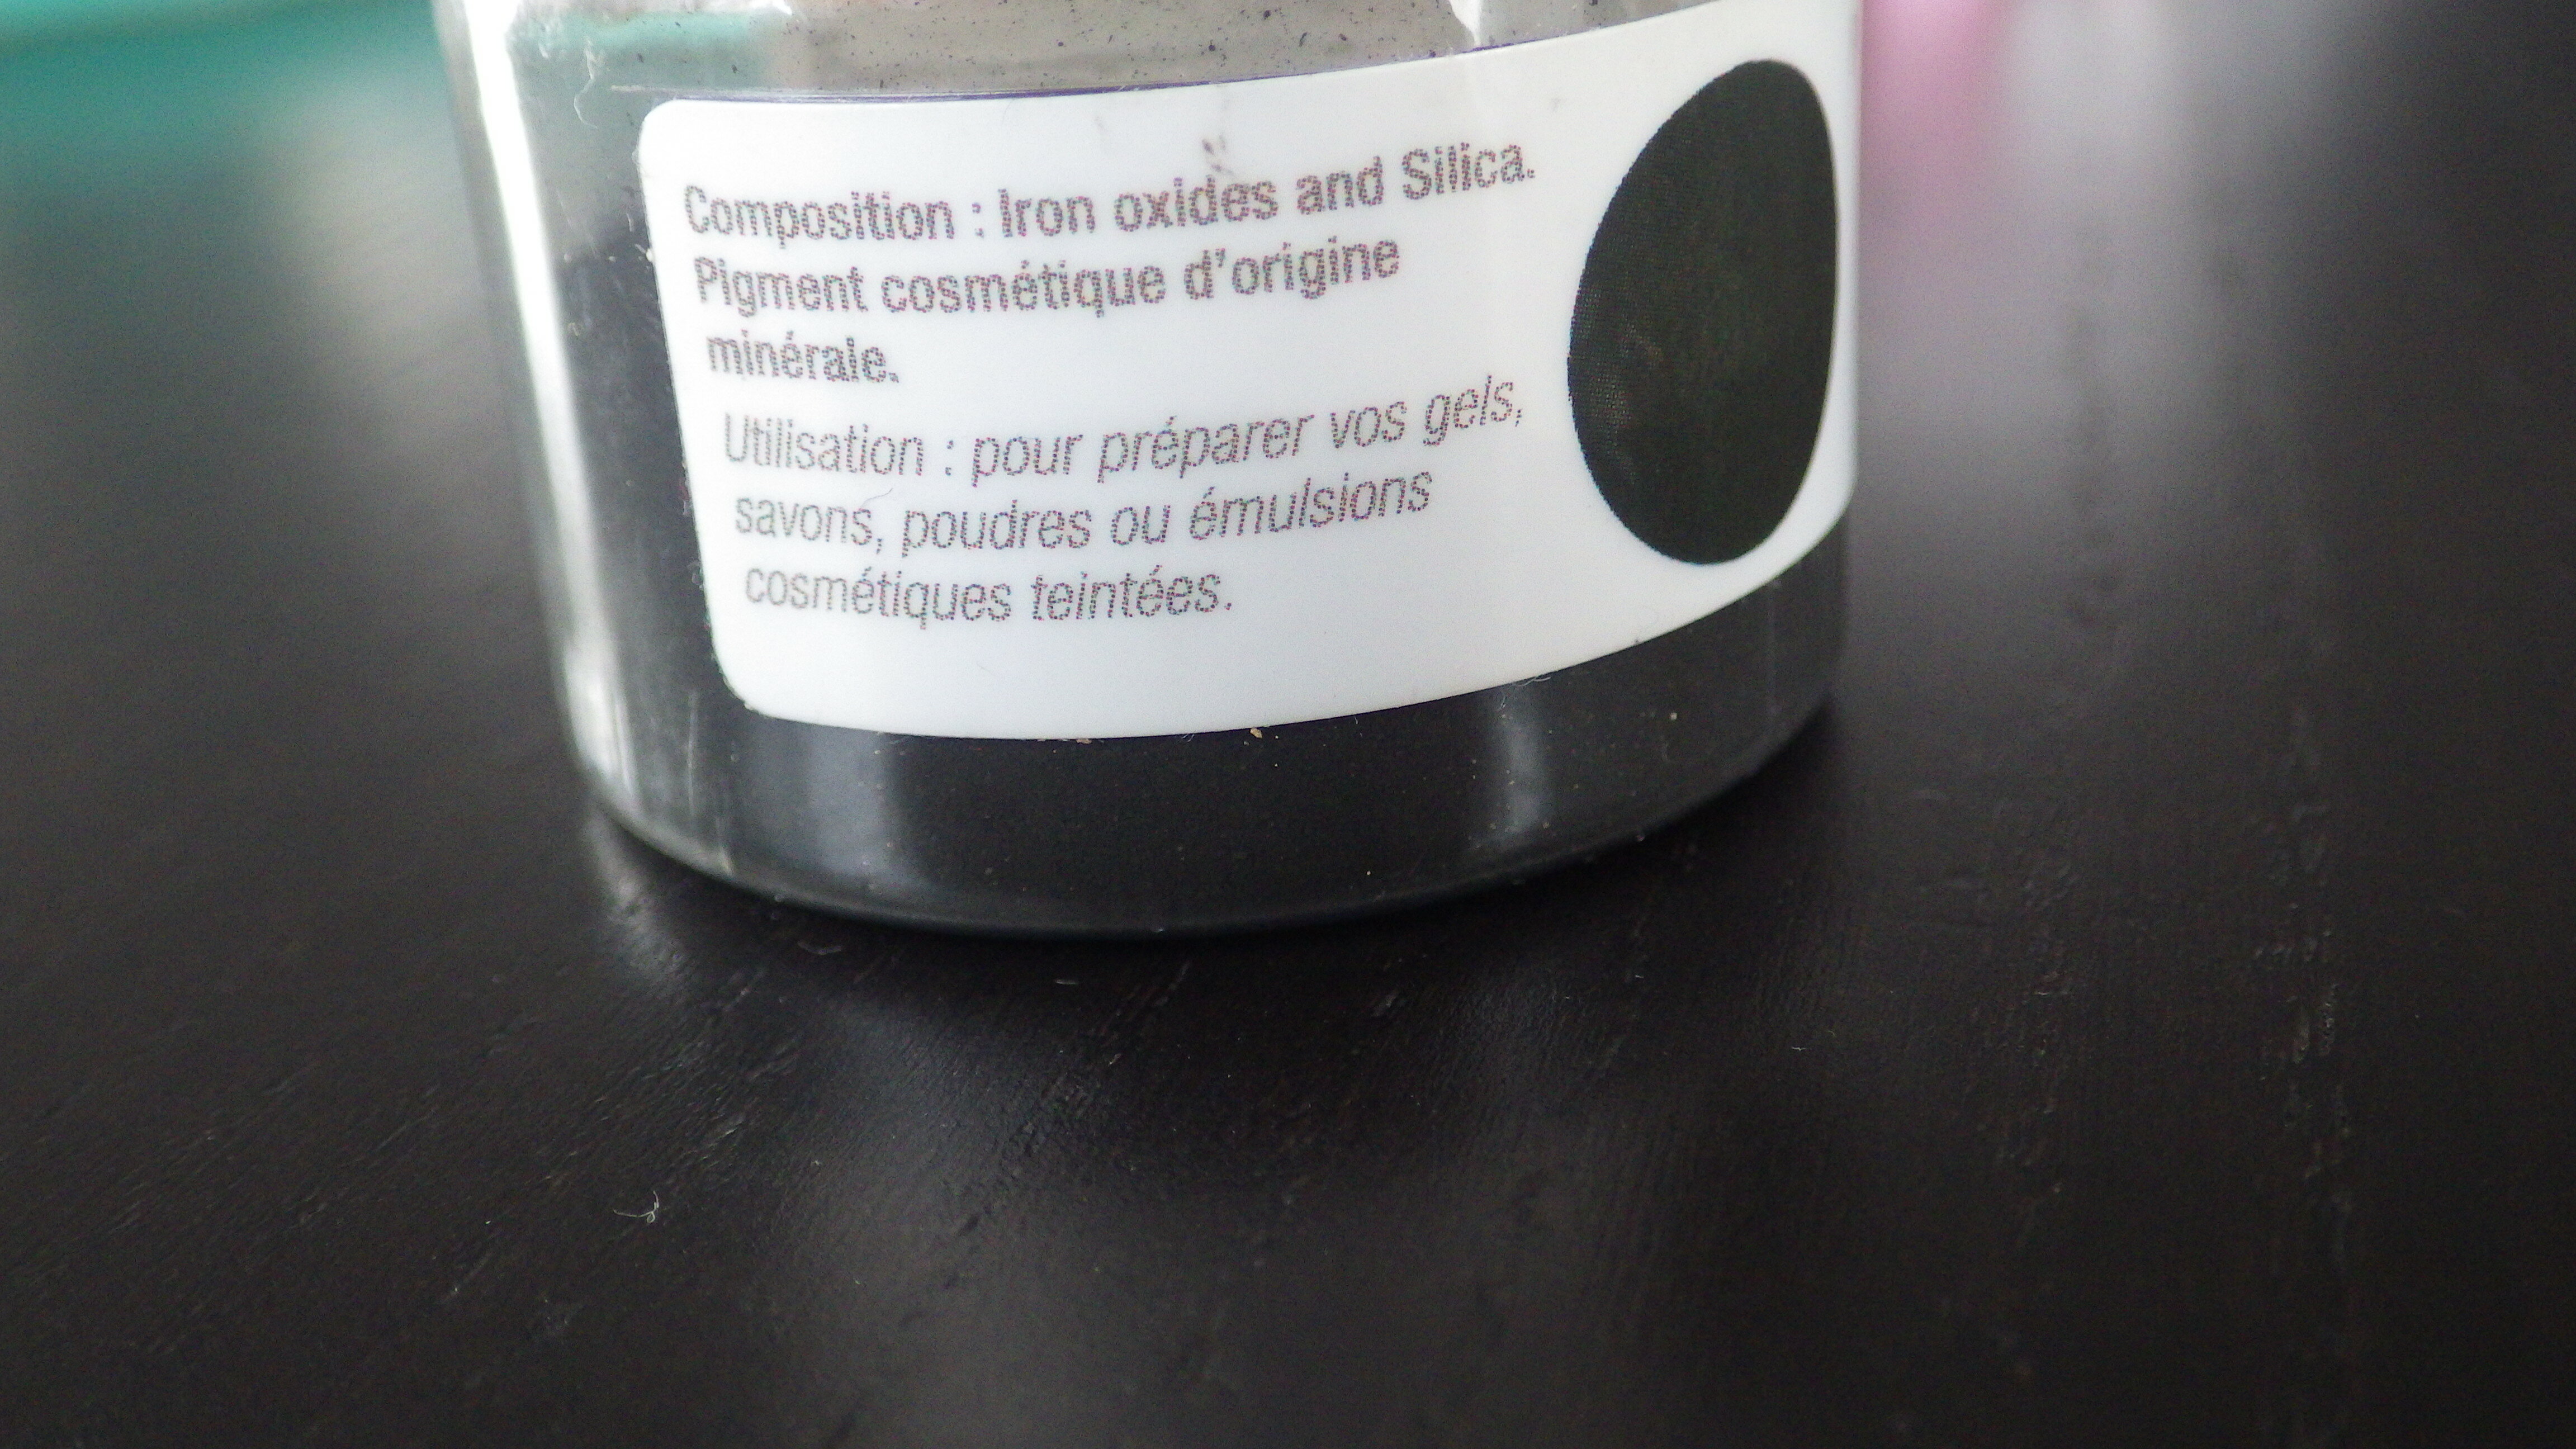 Composition : Iron oxides and Silica.
Pigment cosmétique d'origine
minérale.
Utilisation : pour préparer vos gels,
savons, poudres ou émulsions
cosmétiques teintées.